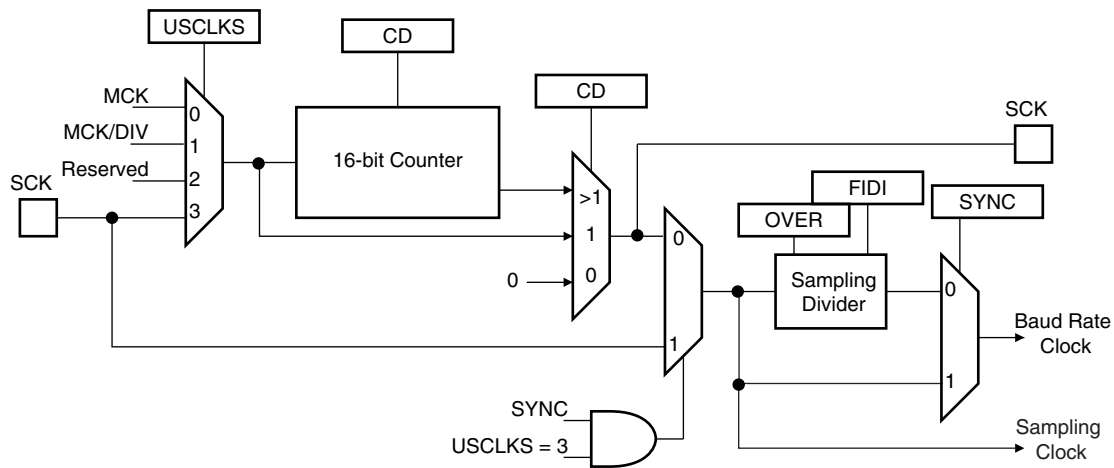 USCLKS
CD
CD
MCK
MCK/DIV
Reserved
SCK
0
1
2
3
16-bit Counter
>1
1
0
0
SCK
FIDI
OVER
SYNC
0
1
Sampling
Divider
0
1
Baud Rate
Clock
SYNC
USCLKS = 3
Sampling
Clock